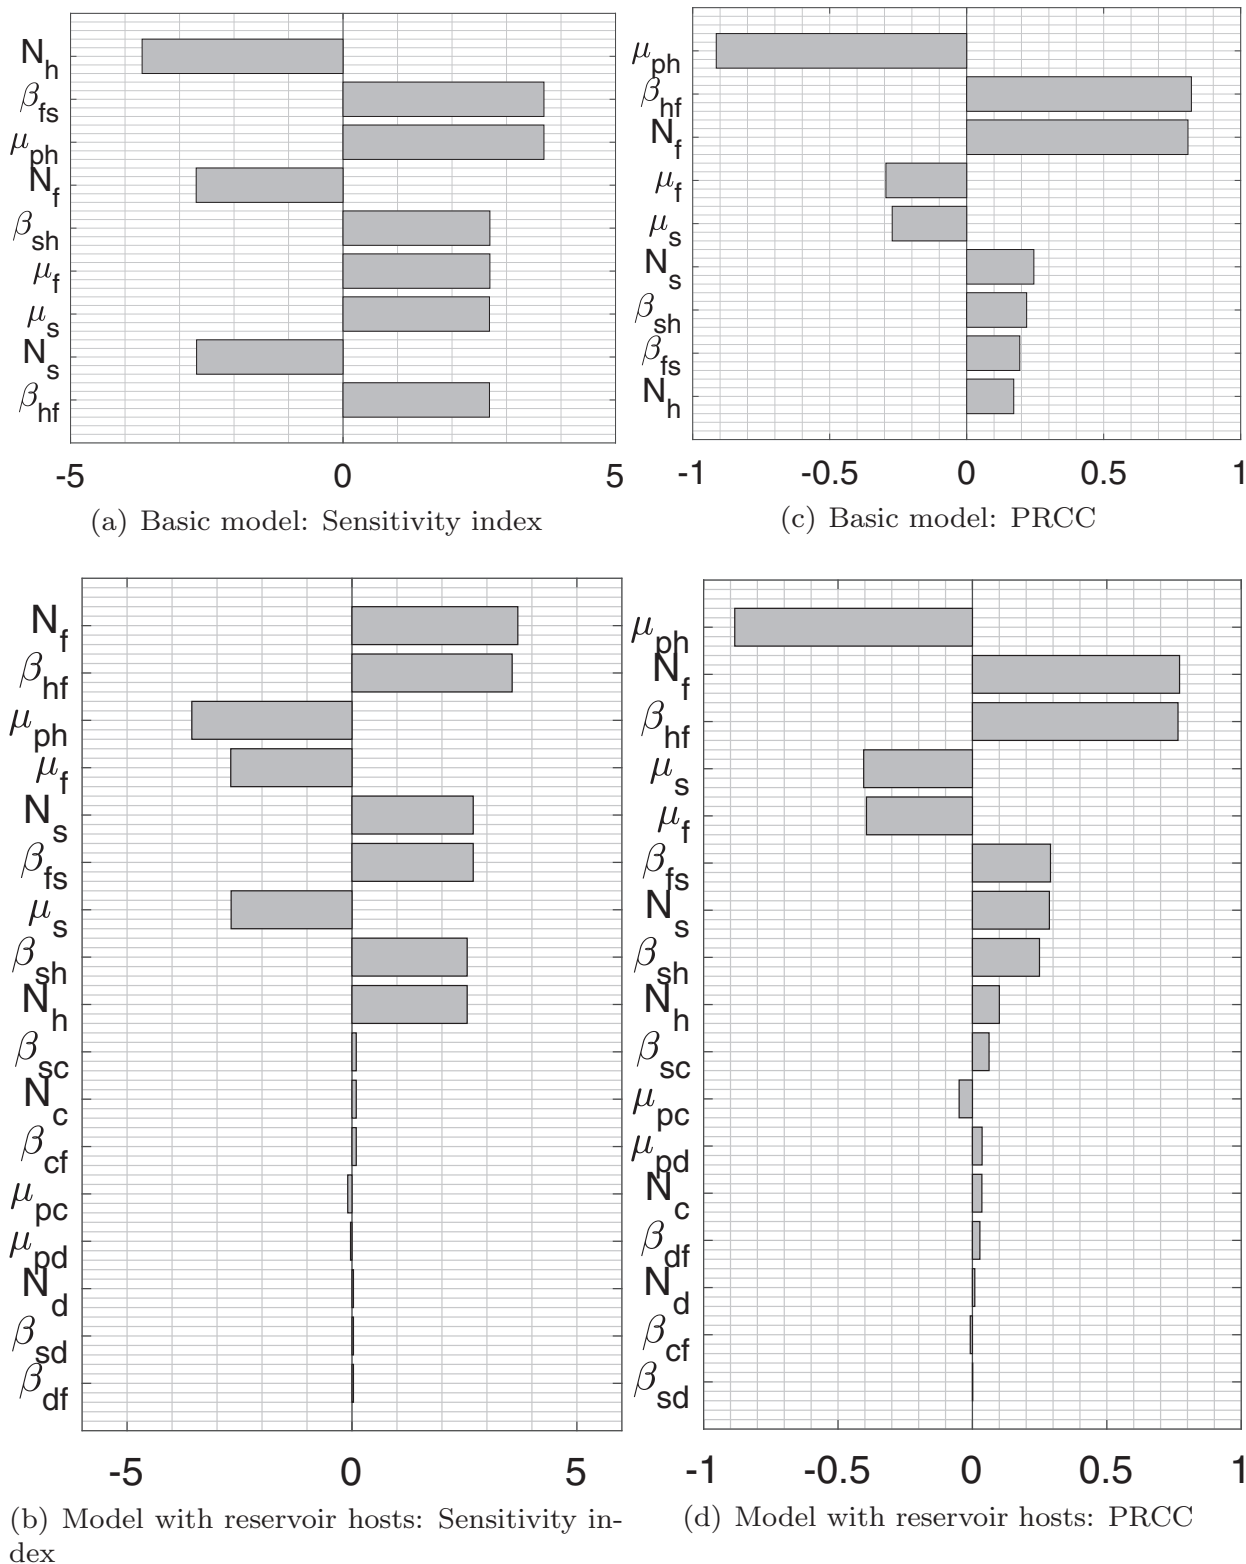 N_h
β_fs
μ_ph
N_f
β_sh
μ_f
μ_s
N_s
β_hf
-5 0 5
(a) Basic model: Sensitivity index
μ_ph
β_hf
N_f
μ_f
μ_s
N_s
β_sh
β_fs
N_h
-1 -0.5 0 0.5 1
(c) Basic model: PRCC
N_f
β_hf
μ_ph
μ_f
N_s
β_fs
μ_s
β_sh
N_h
β_sc
N_c
β_cf
μ_pc
μ_pd
N_d
β_sd
β_df
-5 0 5
(b) Model with reservoir hosts: Sensitivity in-
dex
μ_ph
N_f
β_hf
μ_s
μ_f
β_fs
N_s
β_sh
N_h
β_sc
μ_pc
μ_pd
N_c
β_df
N_d
β_cf
β_sd
-1 -0.5 0 0.5 1
(d) Model with reservoir hosts: PRCC